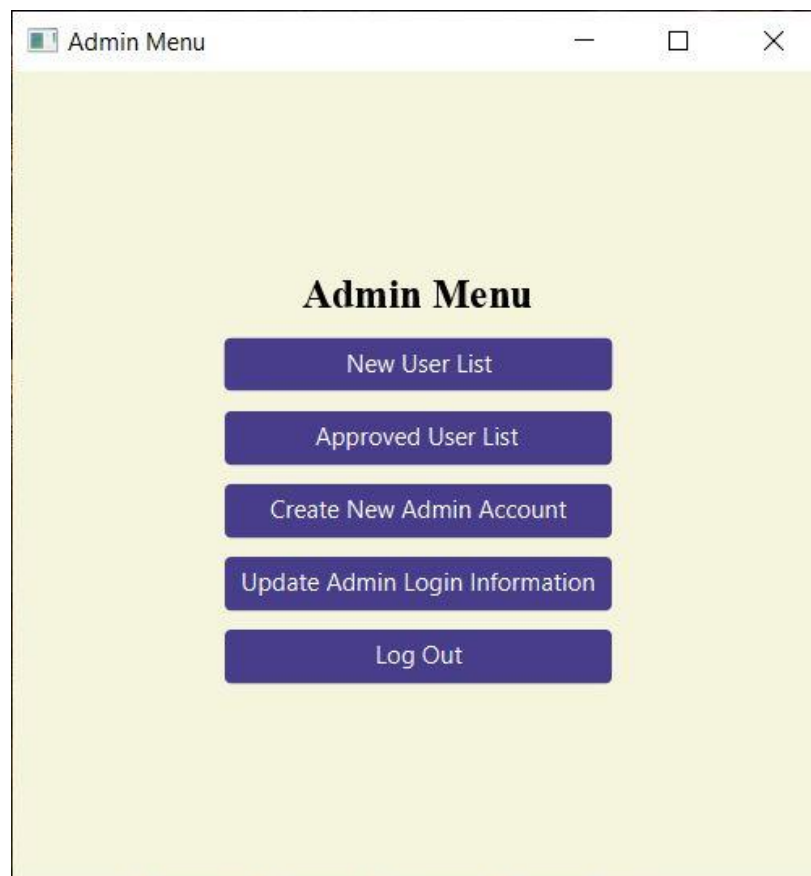 Admin Menu
Admin Menu
New User List
Approved User List
Create New Admin Account
Update Admin Login Information
Log Out